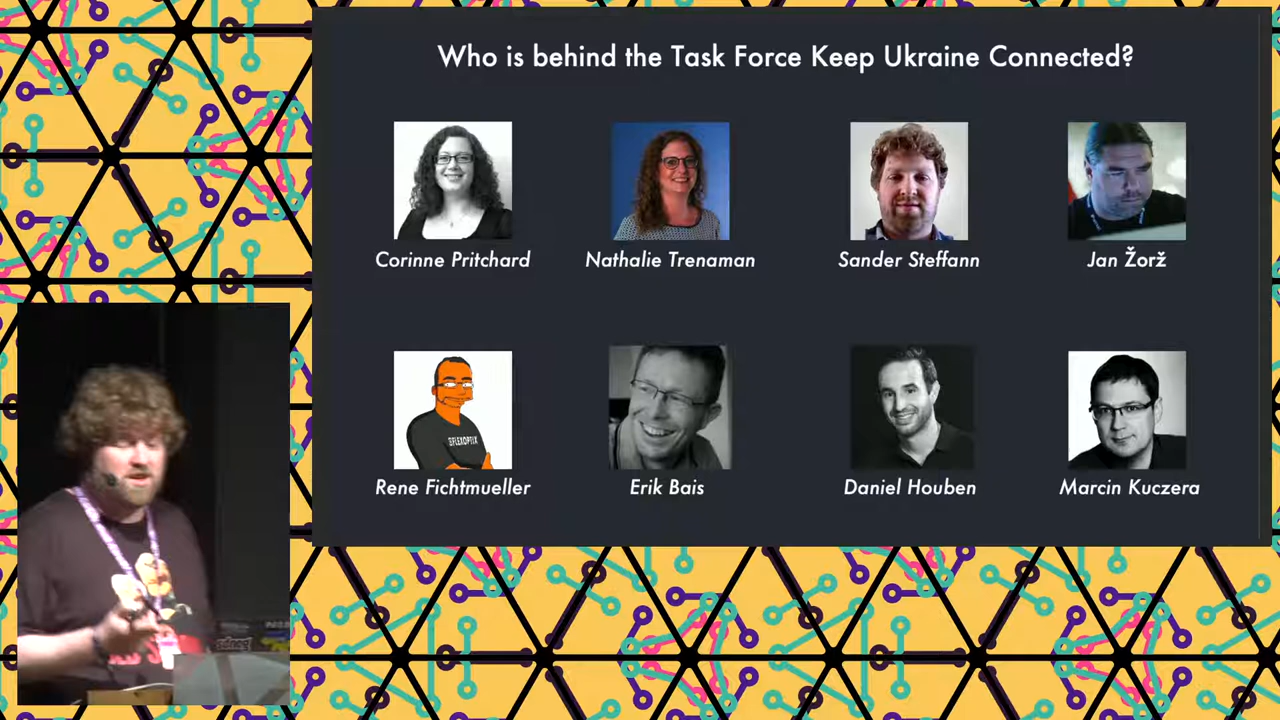 Who is behind the Task Force Keep Ukraine Connected?
Corinne Pritchard
Nathalie Trenaman
Sander Steffann
Jan Žorž
FLEXOPTIX
Rene Fichtmueller
Erik Bais
Daniel Houben
Marcin Kuczera